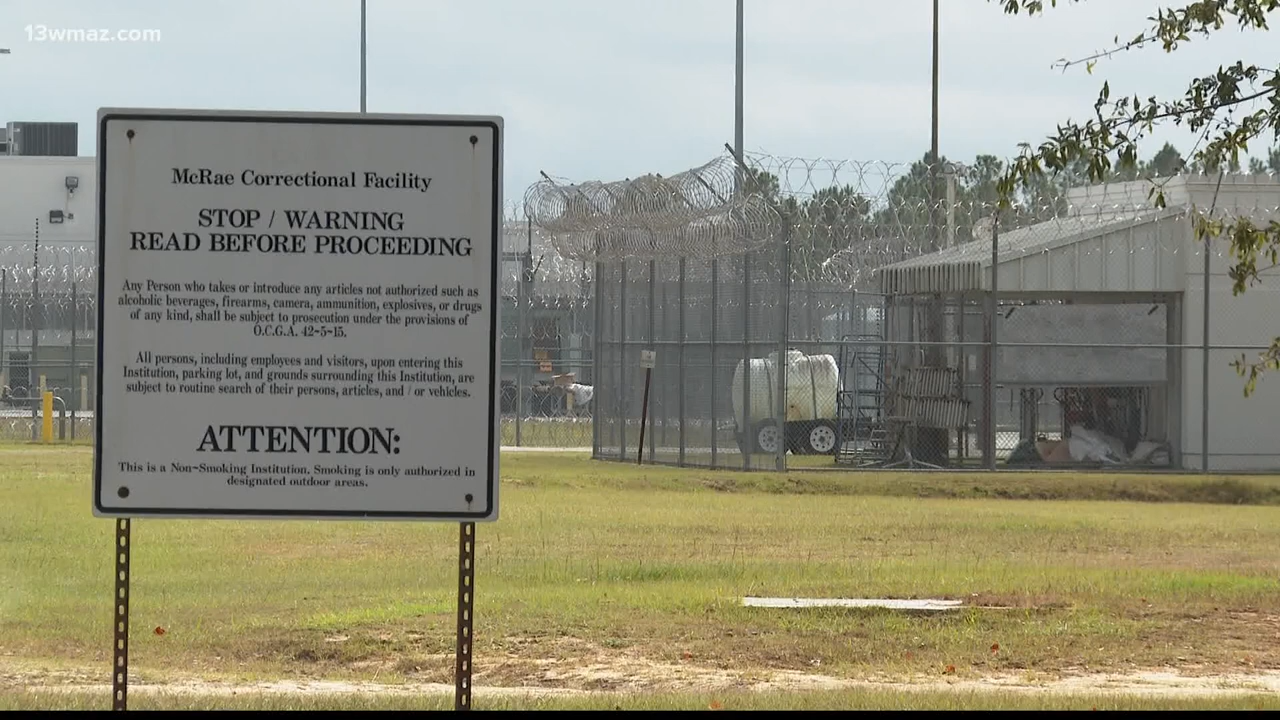 13wmaz.com
McRae Correctional Facility
STOP / WARNING
READ BEFORE PROCEEDING
Any Person who takes or introduce any articles not authorized such as
alcoholic beverages, firearms, camera, ammunition, explosives, or drugs
of any kind, shall be subject to prosecution under the provisions of
O.C.G.A. 42-5-15.
All persons, including employees and visitors, upon entering this
Institution, parking lot, and grounds surrounding this Institution, are
subject to routine search of their persons, articles, and / or vehicles.
ATTENTION:
This is a Non-Smoking Institution. Smoking is only authorized in
designated outdoor areas.